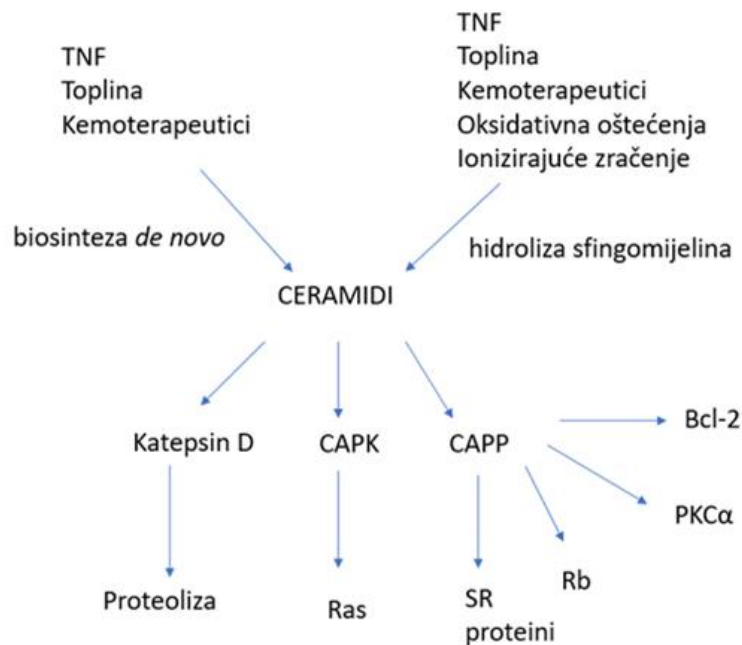 TNF
Toplina
Kemoterapeutici
TNF
Toplina
Kemoterapeutici
Oksidativna oštećenja
Ionizirajuće zračenje
biosinteza de novo
hidroliza sfingomijelina
CERAMIDI
Katepsin D
CAPK
CAPP
Bcl-2
PKCα
Proteoliza
Ras
SR
proteini
Rb